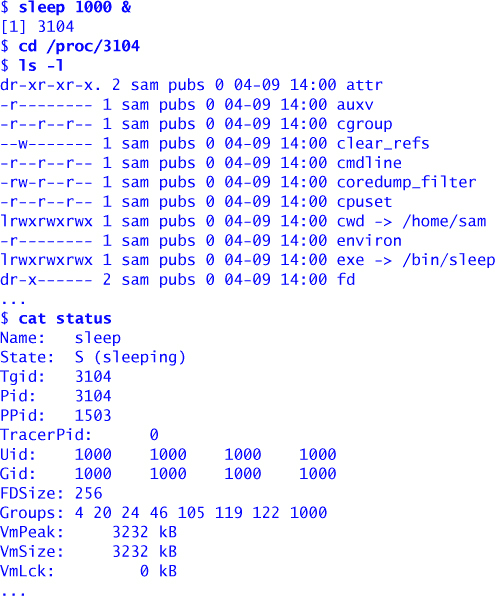 $ sleep 1000 &
[1] 3104
$ cd /proc/3104
$ ls -l
dr-xr-xr-x. 2 sam pubs 0 04-09 14:00 attr
-r-------- 1 sam pubs 0 04-09 14:00 auxv
-r--r--r-- 1 sam pubs 0 04-09 14:00 cgroup
--w------- 1 sam pubs 0 04-09 14:00 clear_refs
-r--r--r-- 1 sam pubs 0 04-09 14:00 cmdline
-rw-r--r-- 1 sam pubs 0 04-09 14:00 coredump_filter
-r--r--r-- 1 sam pubs 0 04-09 14:00 cpuset
lrwxrwxrwx 1 sam pubs 0 04-09 14:00 cwd -> /home/sam
-r-------- 1 sam pubs 0 04-09 14:00 environ
lrwxrwxrwx 1 sam pubs 0 04-09 14:00 exe -> /bin/sleep
dr-x------ 2 sam pubs 0 04-09 14:00 fd
...
$ cat status
Name:   sleep
State:  S (sleeping)
Tgid:   3104
Pid:    3104
PPid:   1503
TracerPid:      0
Uid:    1000    1000    1000    1000
Gid:    1000    1000    1000    1000
FDSize: 256
Groups: 4 20 24 46 105 119 122 1000
VmPeak:     3232 kB
VmSize:     3232 kB
VmLck:         0 kB
...